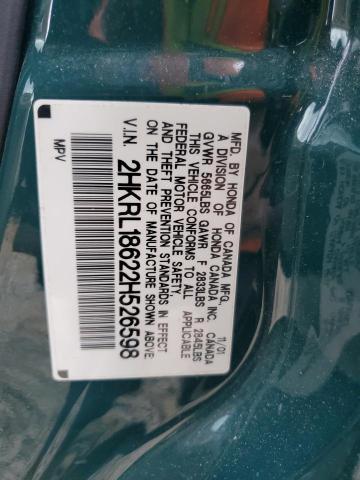 MFD. BY HONDA OF CANADA MFG.
A DIVISION OF HONDA CANADA INC. CANADA 11/01
GVWR 5665LBS GAWR F 2833LBS R 2845LBS
THIS VEHICLE CONFORMS TO ALL APPLICABLE
FEDERAL MOTOR VEHICLE SAFETY,
AND THEFT PREVENTION STANDARDS IN EFFECT
ON THE DATE OF MANUFACTURE SHOWN ABOVE.
V.I.N. 2HKRL18622H526598
MPV